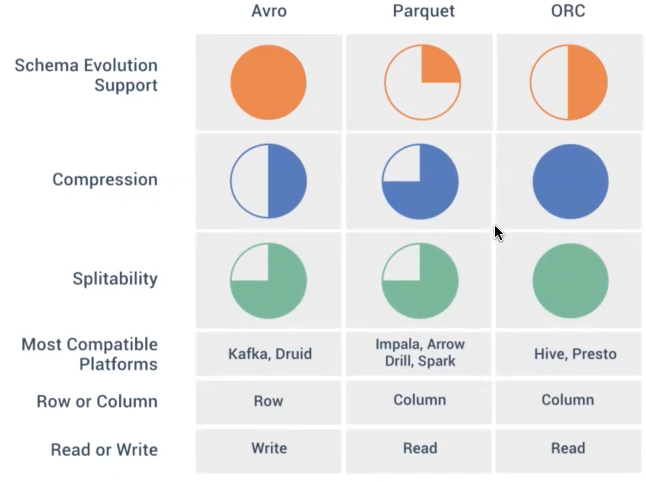 Avro Parquet ORC
Schema Evolution
Support
Compression
Splitability
Most Compatible
Platforms
Kafka, Druid
Impala, Arrow
Drill, Spark
Hive, Presto
Row or Column
Row
Column
Column
Read or Write
Write
Read
Read